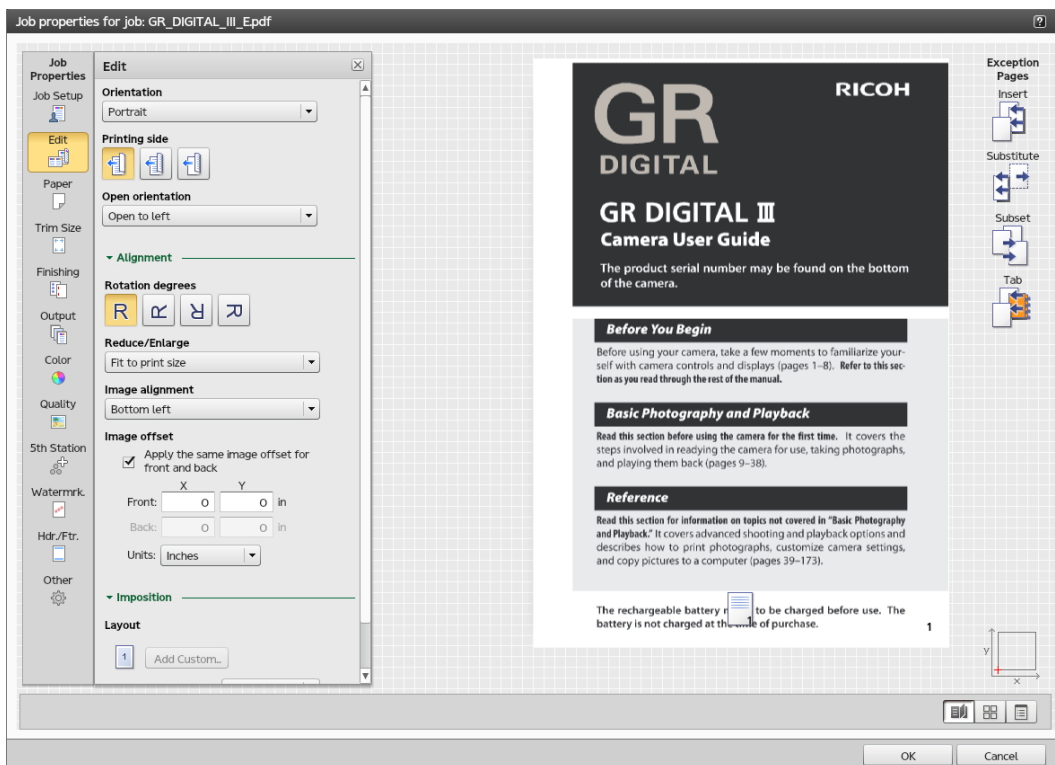 Job properties for job: GR_DIGITAL_III_E.pdf
?
Job
Properties
Job Setup
Edit
Paper
Trim Size
Finishing
Output
Color
Quality
5th Station
Watermrk.
Hdr./Ftr.
Other
Edit
Orientation
Portrait
Printing side
Open orientation
Open to left
Alignment
Rotation degrees
R R R R
Reduce/Enlarge
Fit to print size
Image alignment
Bottom left
Image offset
Apply the same image offset for
front and back
X Y
Front: 0 0 in
Back: 0 0 in
Units: Inches
Imposition
Layout
1 Add Custom..
RICOH
GR
DIGITAL
GR DIGITAL III
Camera User Guide
The product serial number may be found on the bottom
of the camera.
Before You Begin
Before using your camera, take a few moments to familiarize your-
self with camera controls and displays (pages 1–8). Refer to this sec-
tion as you read through the rest of the manual.
Basic Photography and Playback
Read this section before using the camera for the first time. It covers the
steps involved in readying the camera for use, taking photographs,
and playing them back (pages 9–38).
Reference
Read this section for information on topics not covered in "Basic Photography
and Playback." It covers advanced shooting and playback options and
describes how to print photographs, customize camera settings,
and copy pictures to a computer (pages 39–173).
The rechargeable battery to be charged before use. The
battery is not charged at of purchase.
1
1
Exception
Pages
Insert
Substitute
Subset
Tab
y
x
OK
Cancel